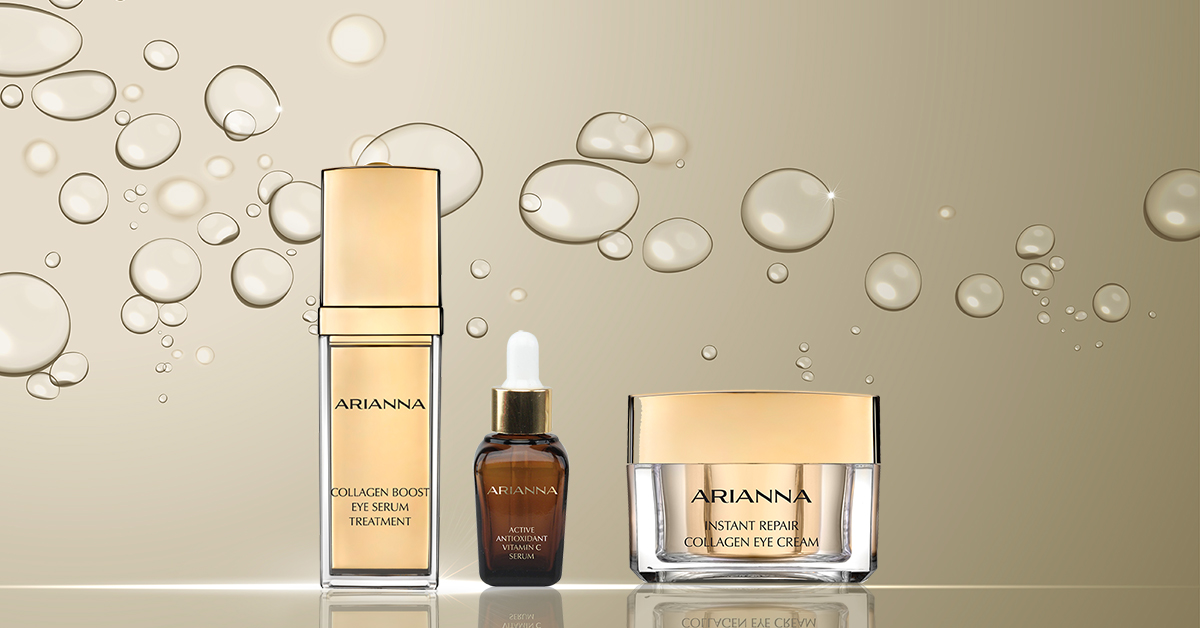 ARIANNA
COLLAGEN BOOST
EYE SERUM
TREATMENT
ARIANNA
ACTIVE
ANTIOXIDANT
VITAMIN C
SERUM
ARIANNA
INSTANT REPAIR
COLLAGEN EYE CREAM